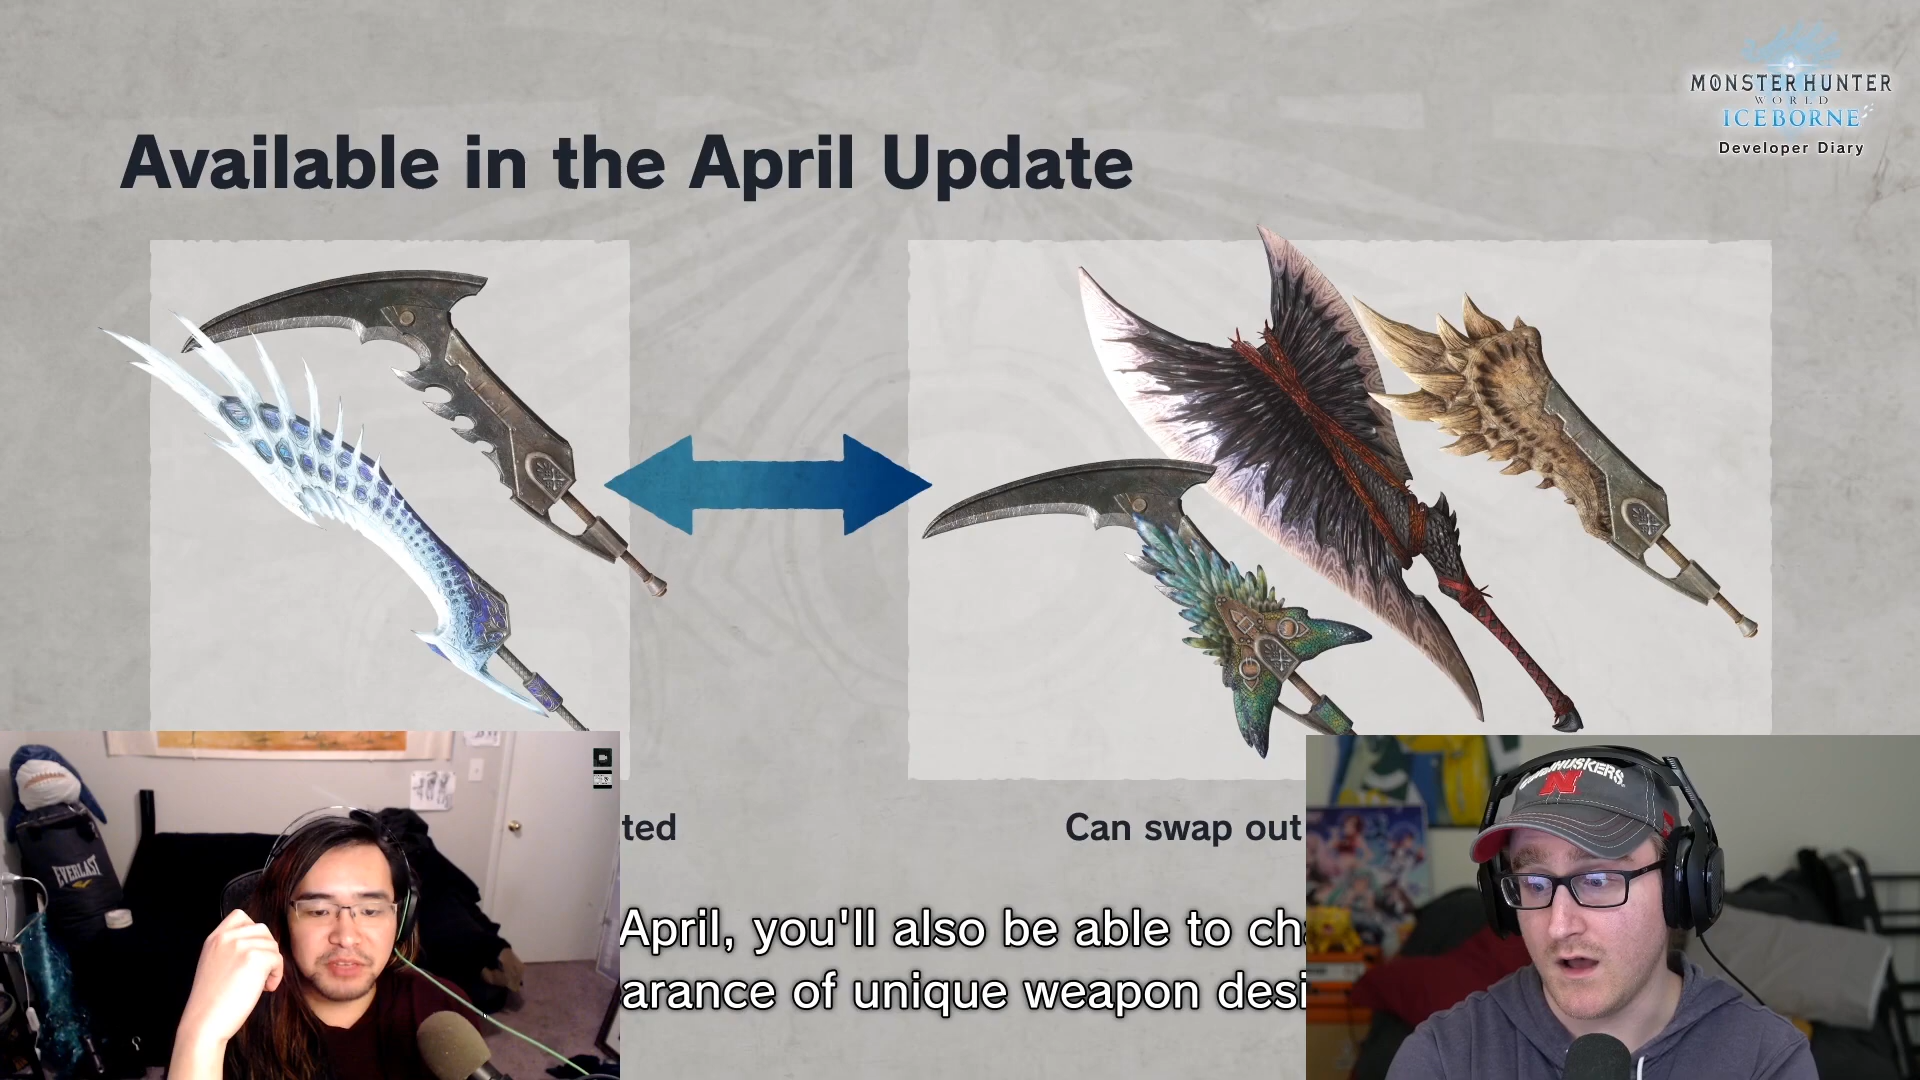 MONSTER HUNTER
WORLD
ICEBORNE
Developer Diary
Available in the April Update
ted
Can swap out
April, you'll also be able to cha
arance of unique weapon desi
EVERLAST
HUSKERS
N